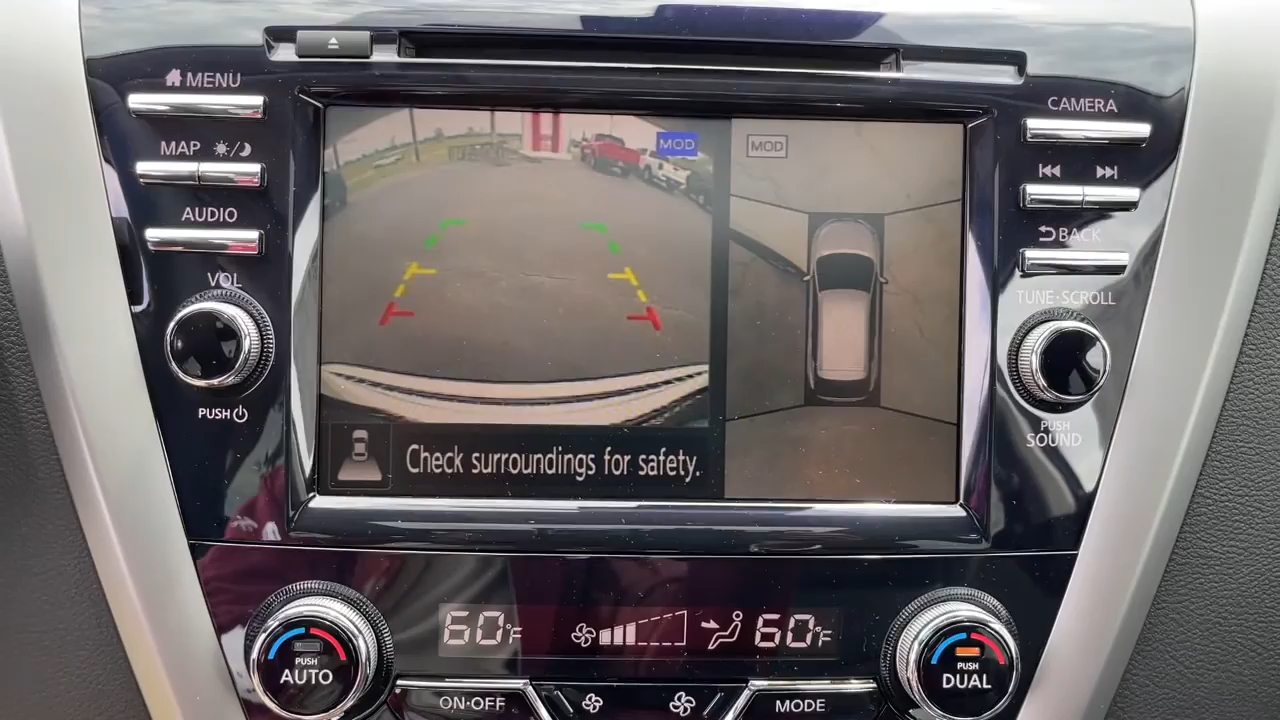 MENU
CAMERA
MAP
AUDIO
VOL
PUSH
MOD
MOD
BACK
TUNE·SCROLL
PUSH
SOUND
Check surroundings for safety.
60°F
60°F
PUSH
AUTO
PUSH
DUAL
ON·OFF
MODE